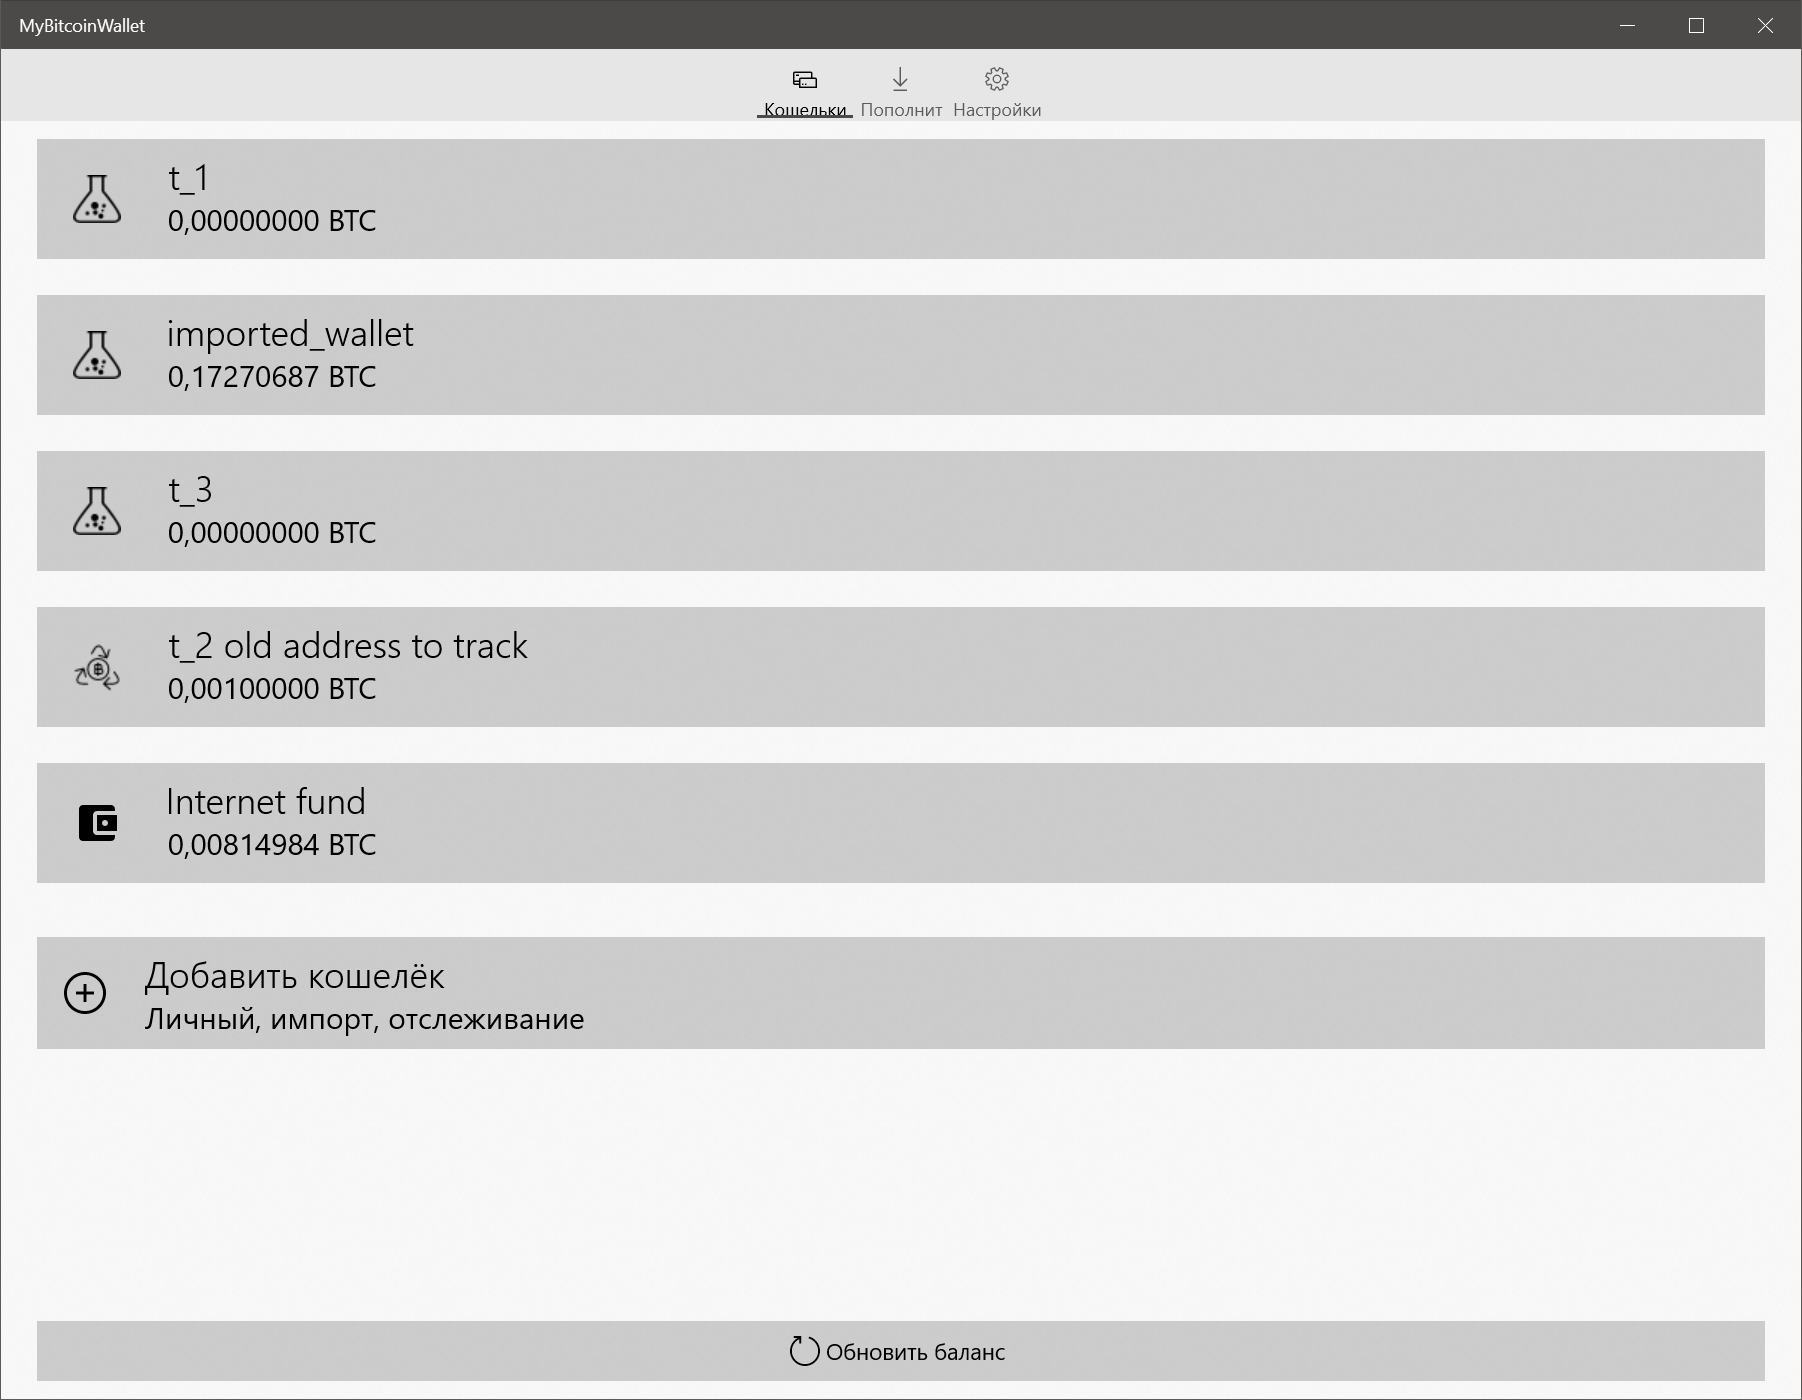 MyBitcoinWallet
Кошельки Пополнит Настройки
t_1
0,00000000 BTC
imported_wallet
0,17270687 BTC
t_3
0,00000000 BTC
t_2 old address to track
0,00100000 BTC
Internet fund
0,00814984 BTC
Добавить кошелёк
Личный, импорт, отслеживание
Обновить баланс